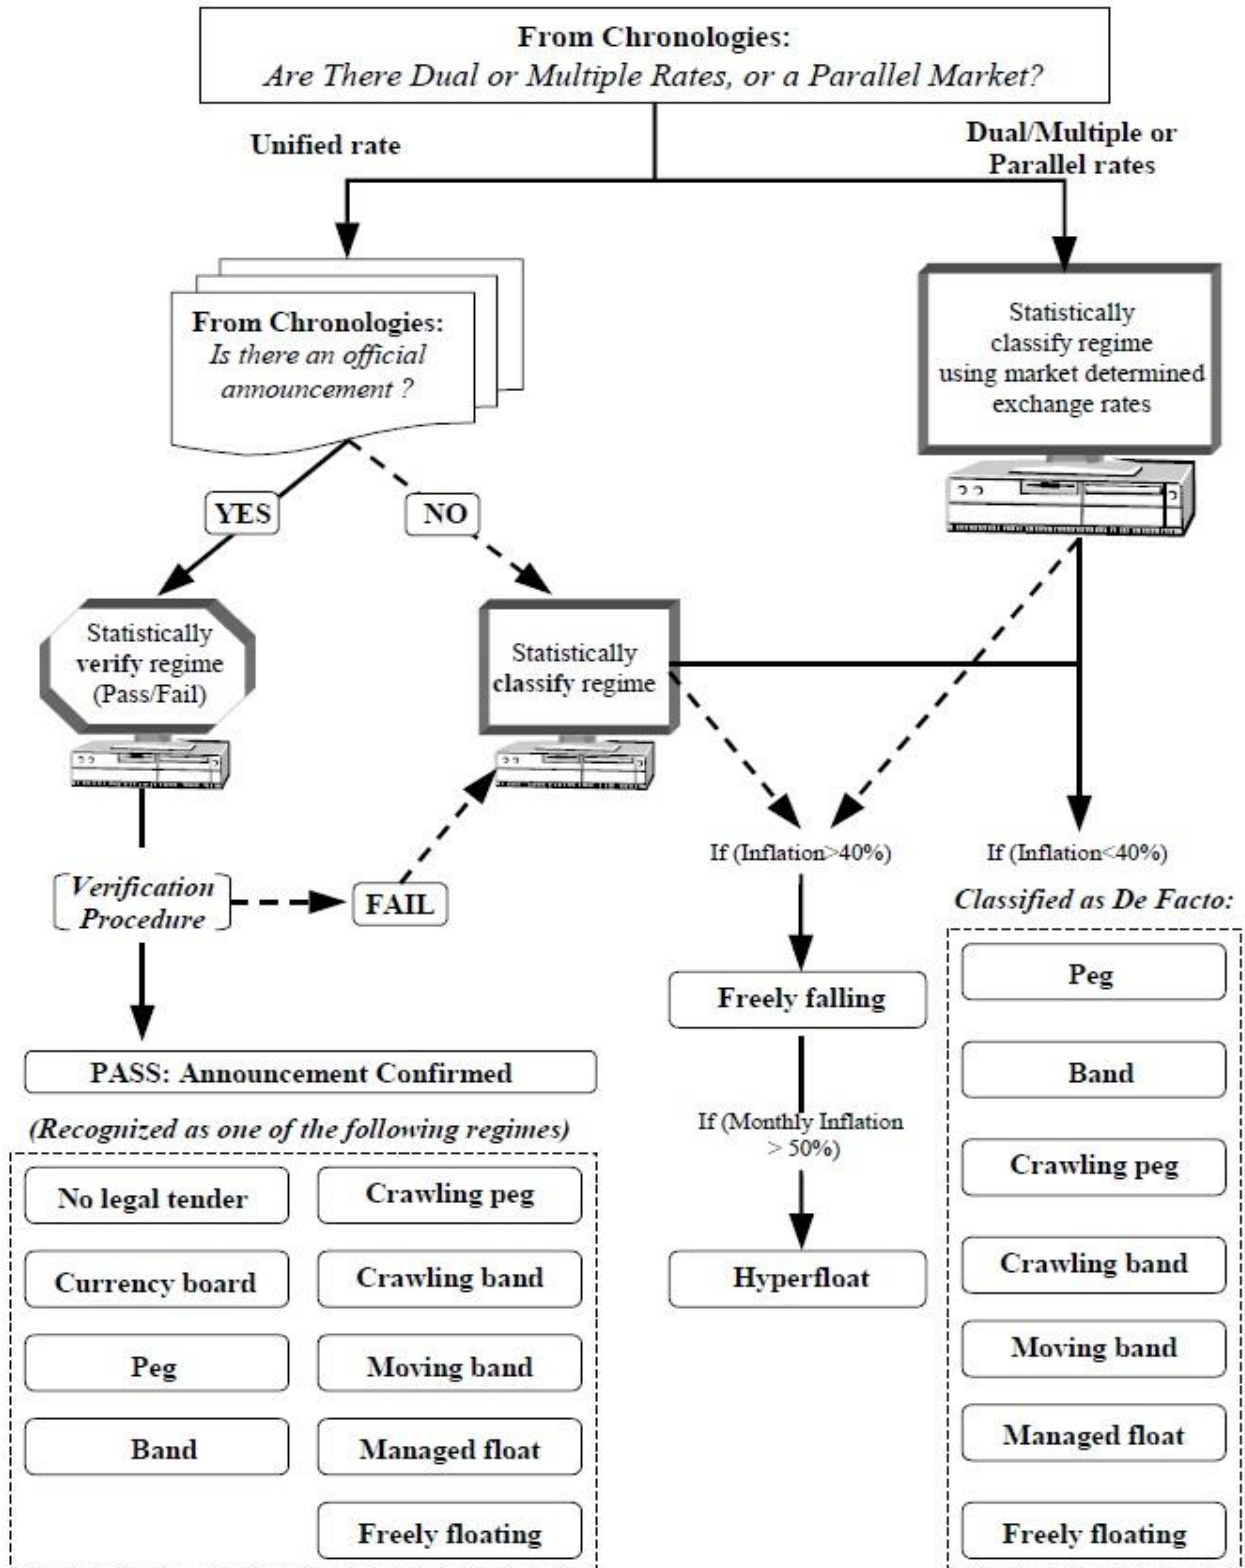 From Chronologies:
Are There Dual or Multiple Rates, or a Parallel Market?
Unified rate
Dual/Multiple or
Parallel rates
From Chronologies:
Is there an official
announcement ?
Statistically
classify regime
using market determined
exchange rates
YES
NO
Statistically
verify regime
(Pass/Fail)
Statistically
classify regime
If (Inflation>40%)
If (Inflation<40%)
Verification
Procedure
FAIL
Classified as De Facto:
Freely falling
Peg
PASS: Announcement Confirmed
Band
(Recognized as one of the following regimes)
If (Monthly Inflation
> 50%)
No legal tender
Crawling peg
Crawling peg
Currency board
Crawling band
Hyperfloat
Crawling band
Peg
Moving band
Moving band
Band
Managed float
Managed float
Freely floating
Freely floating